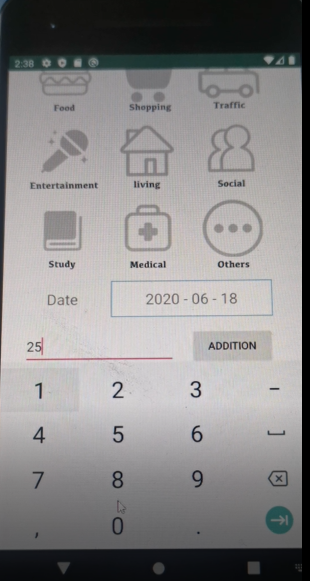 2:38
Food Shopping Traffic
Entertainment living Social
Study Medical Others
Date 2020 - 06 - 18
25 ADDITION
1 2 3 -
4 5 6
7 8 9
, 0 .